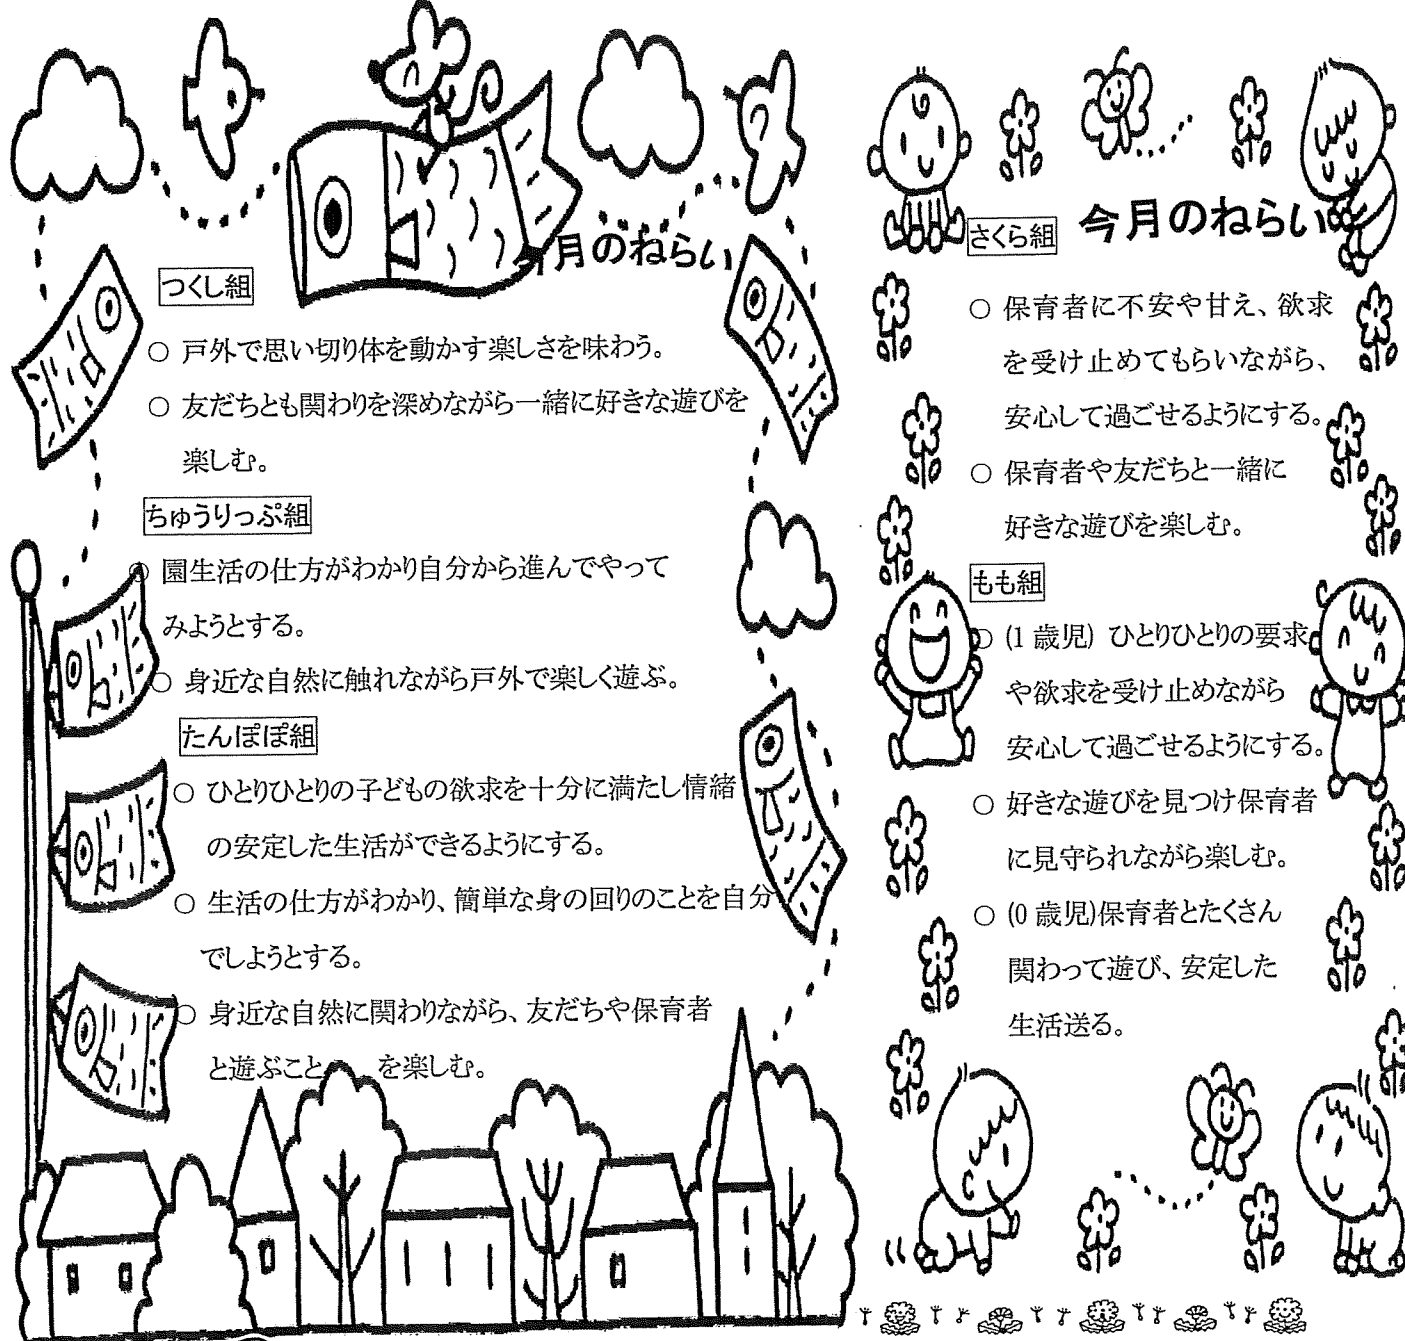 今月のねらい
つくし組
○ 戸外で思い切り体を動かす楽しさを味わう。
○ 友だちとも関わりを深めながら一緒に好きな遊びを
楽しむ。
ちゅうりっぷ組
○ 園生活の仕方がわかり自分から進んでやって
みようとする。
○ 身近な自然に触れながら戸外で楽しく遊ぶ。
たんぽぽ組
○ ひとりひとりの子どもの欲求を十分に満たし情緒
の安定した生活ができるようにする。
○ 生活の仕方がわかり、簡単な身の回りのことを自分
でしようとする。
○ 身近な自然に関わりながら、友だちや保育者
と遊ぶこと を楽しむ。
今月のねらい
さくら組
○ 保育者に不安や甘え、欲求
を受け止めてもらいながら、
安心して過ごせるようにする。
○ 保育者や友だちと一緒に
好きな遊びを楽しむ。
もも組
○ (1歳児) ひとりひとりの要求
や欲求を受け止めながら
安心して過ごせるようにする。
○ 好きな遊びを見つけ保育者
に見守られながら楽しむ。
○ (0歳児)保育者とたくさん
関わって遊び、安定した
生活送る。